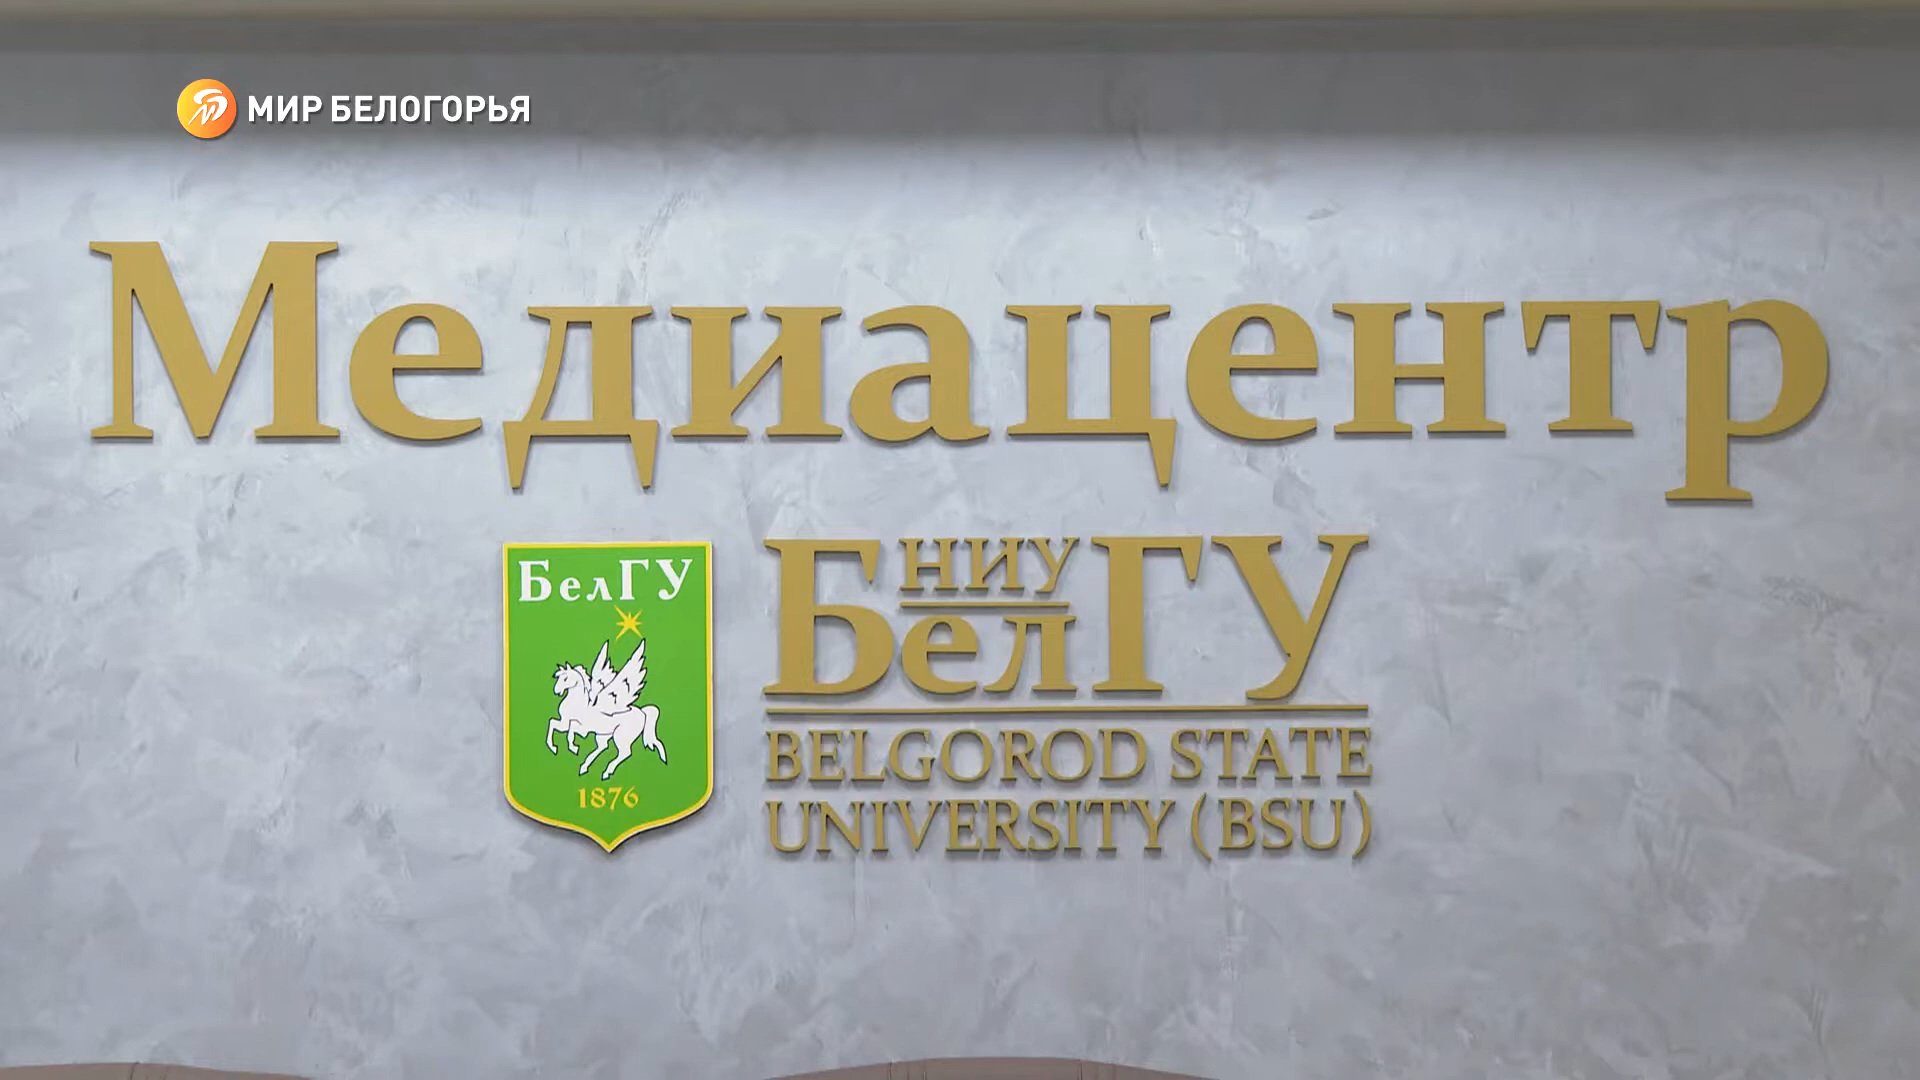 МИР БЕЛОГОРЬЯ
Медиацентр
БелГУ
1876
НИУ
БелГУ
BELGOROD STATE
UNIVERSITY (BSU)